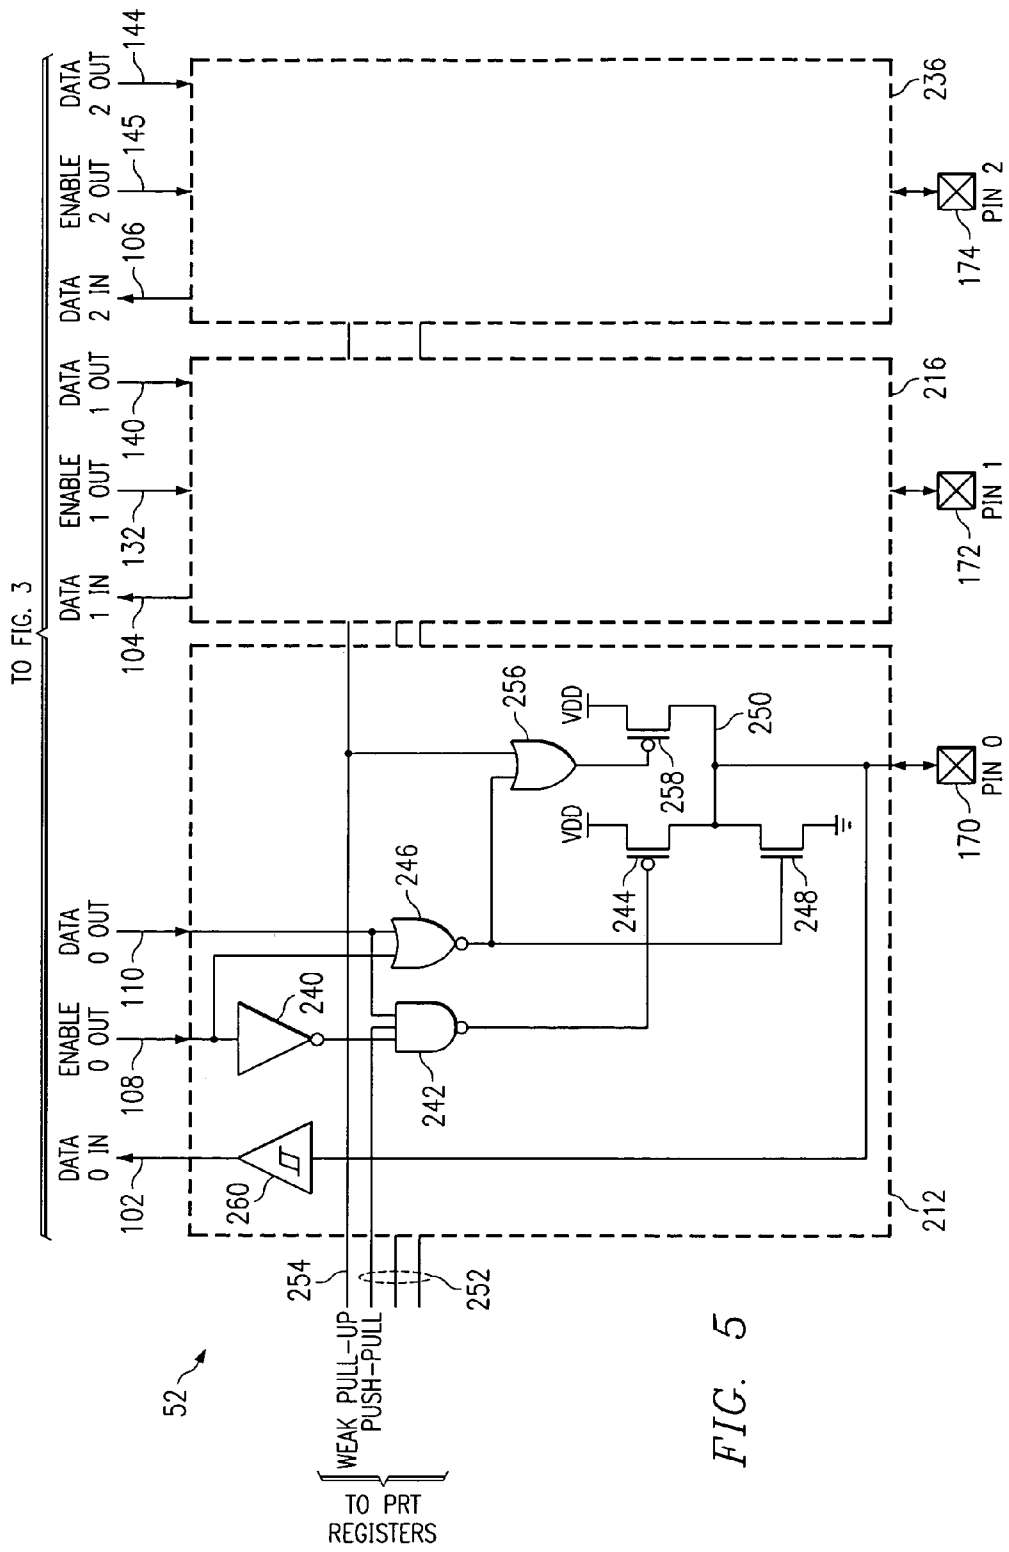 TO FIG. 3
DATA
0 IN
102
ENABLE
0 OUT
108
DATA
0 OUT
110
DATA
1 IN
104
ENABLE
1 OUT
132
DATA
1 OUT
140
DATA
2 IN
106
ENABLE
2 OUT
145
DATA
2 OUT
144
52
260
240
242
246
256
254
252
WEAK PULL-UP
PUSH-PULL
TO PRT
REGISTERS
VDD
VDD
244
258
250
248
212
216
236
170
PIN 0
172
PIN 1
174
PIN 2
FIG. 5